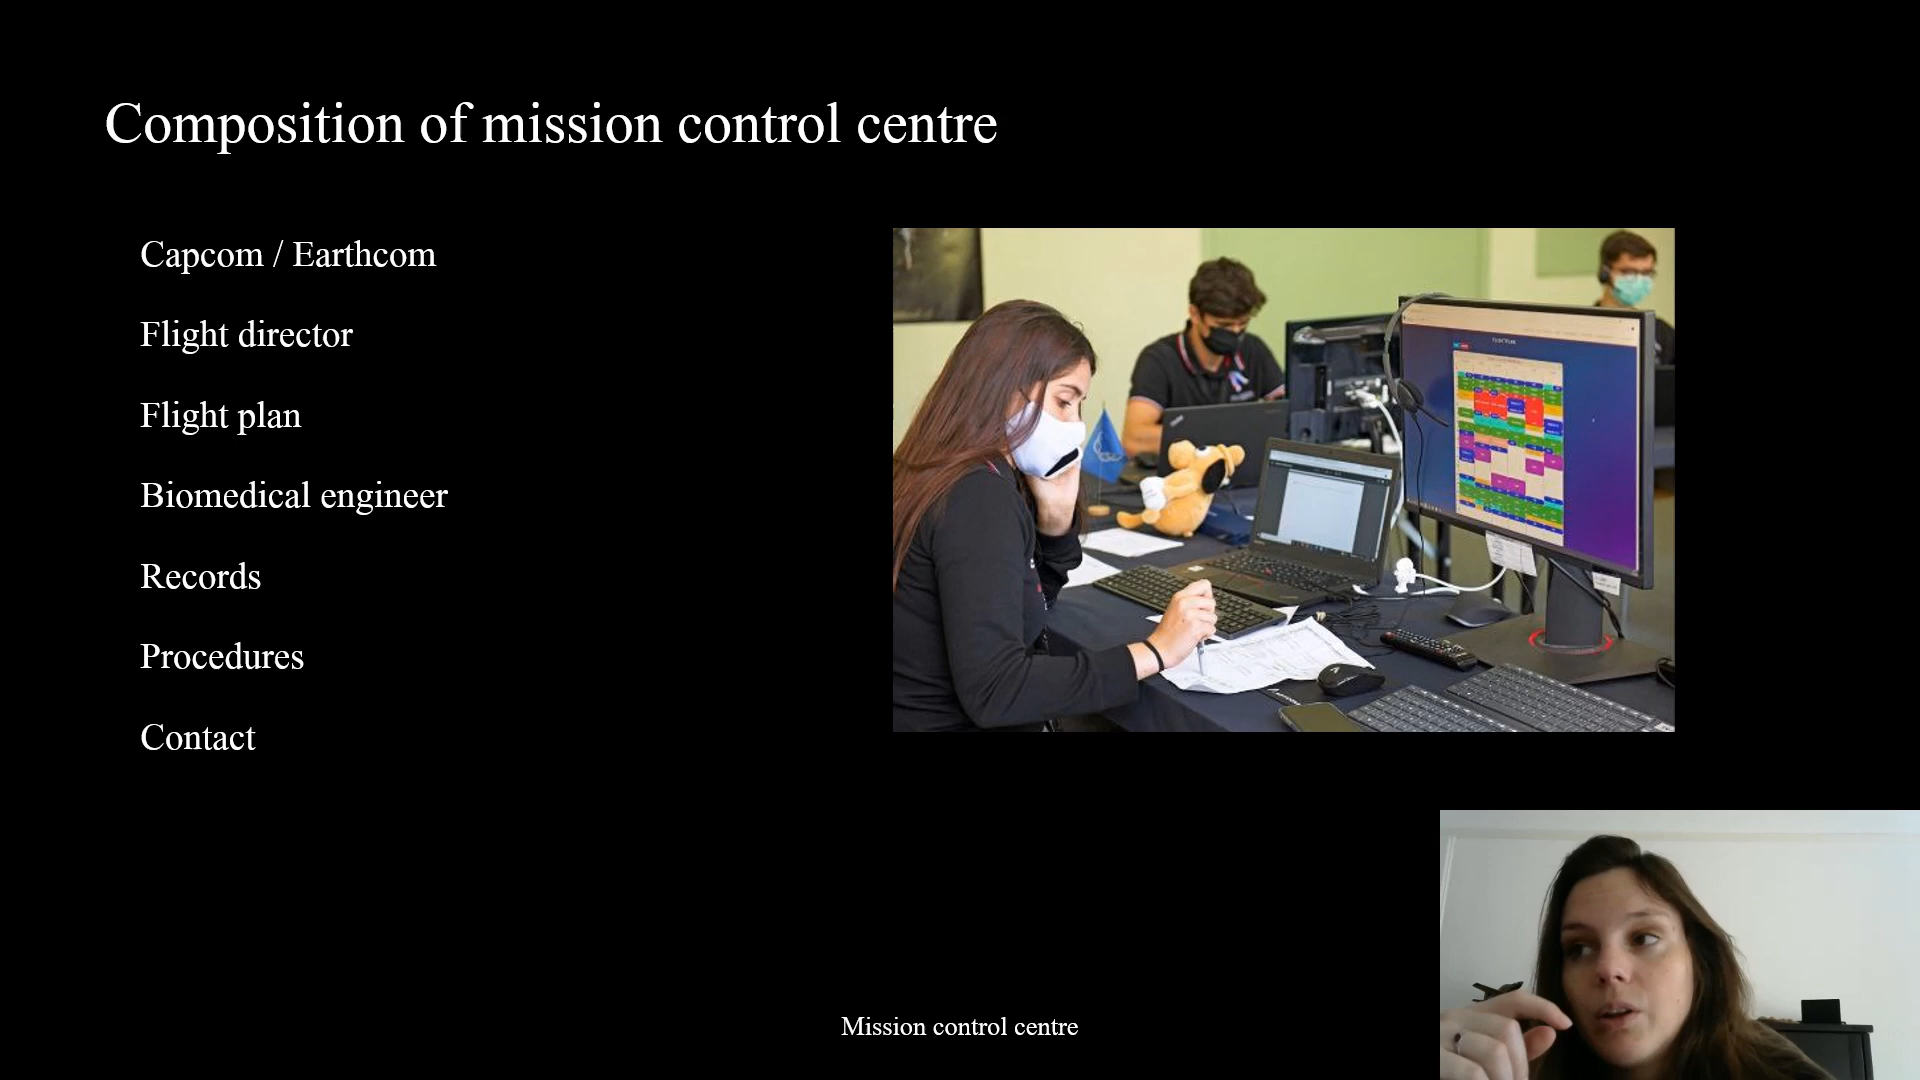 Composition of mission control centre
Capcom / Earthcom
Flight director
Flight plan
Biomedical engineer
Records
Procedures
Contact
Mission control centre